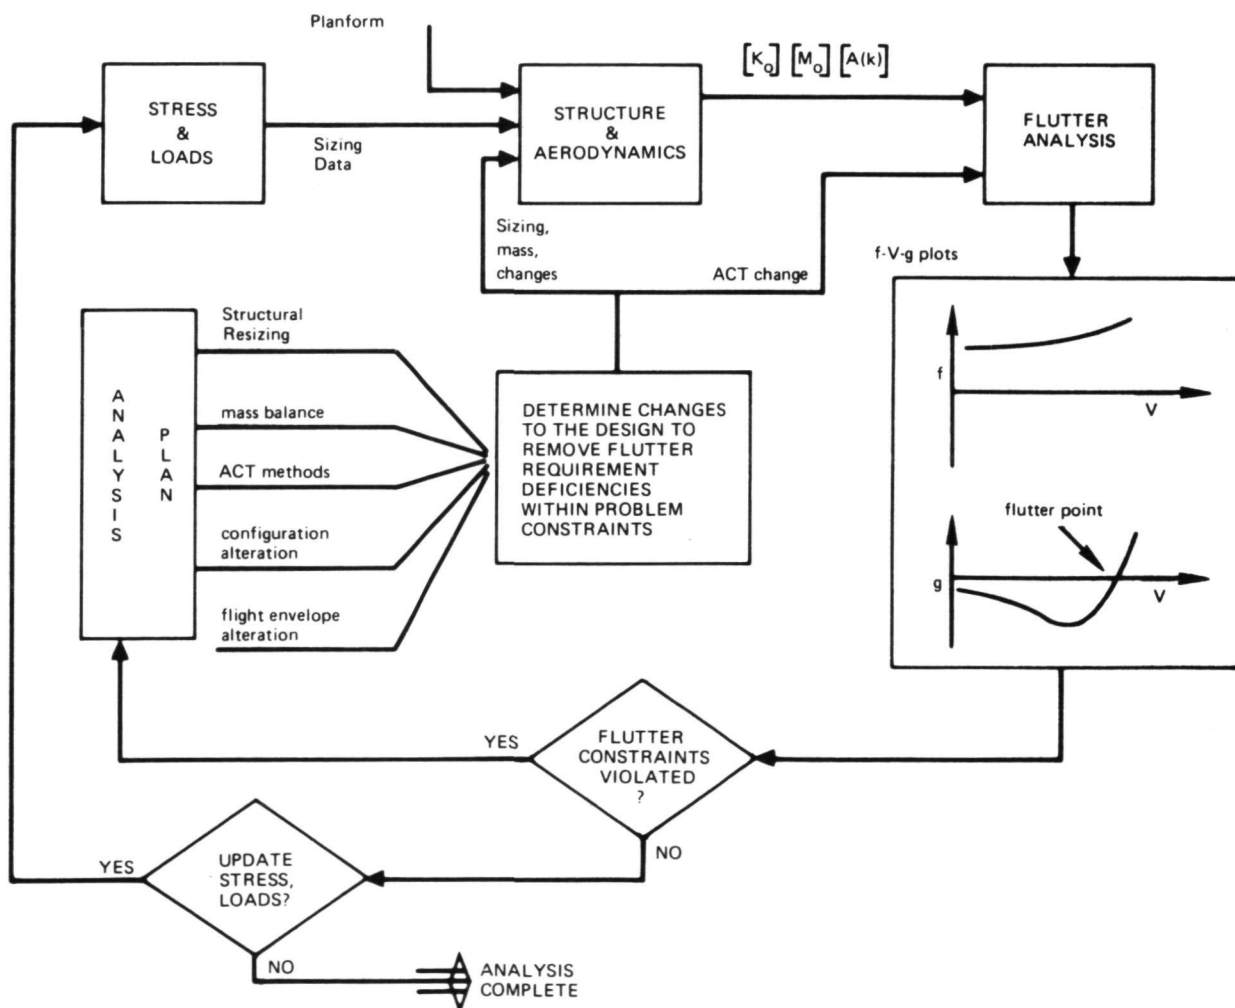 Planform
[K₀] [M₀] [A(k)]
STRESS
&
LOADS
Sizing
Data
STRUCTURE
&
AERODYNAMICS
FLUTTER
ANALYSIS
Sizing,
mass,
changes
ACT change
f-V-g plots
f
V
flutter point
g
V
ANALYSIS
PLAN
Structural
Resizing
mass balance
ACT methods
configuration
alteration
flight envelope
alteration
DETERMINE CHANGES
TO THE DESIGN TO
REMOVE FLUTTER
REQUIREMENT
DEFICIENCIES
WITHIN PROBLEM
CONSTRAINTS
YES
FLUTTER
CONSTRAINTS
VIOLATED
?
NO
YES
UPDATE
STRESS,
LOADS?
NO
ANALYSIS
COMPLETE